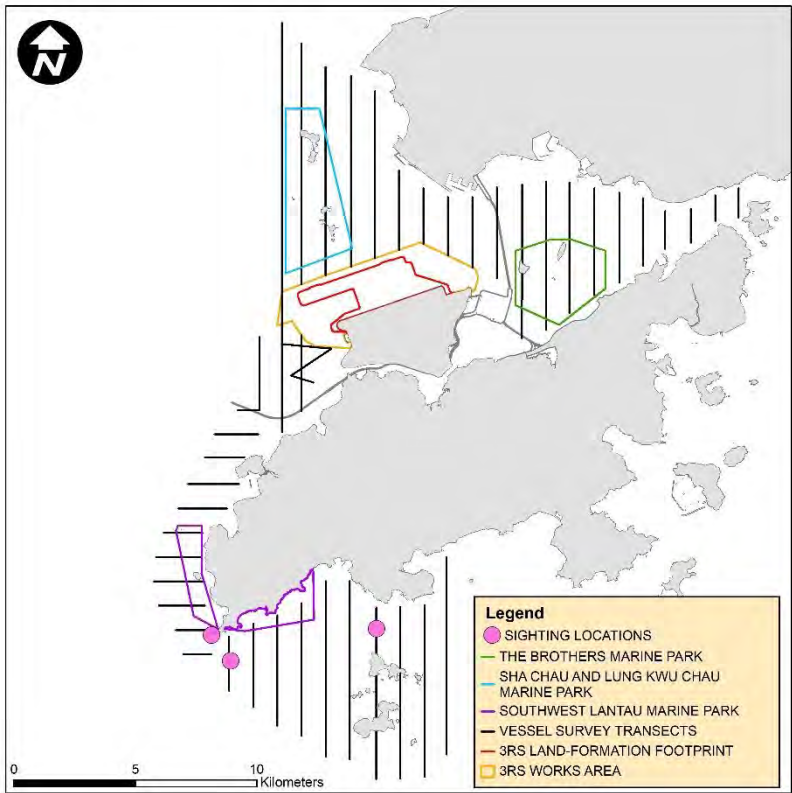 N
Legend
SIGHTING LOCATIONS
THE BROTHERS MARINE PARK
SHA CHAU AND LUNG KWU CHAU
MARINE PARK
SOUTHWEST LANTAU MARINE PARK
VESSEL SURVEY TRANSECTS
3RS LAND-FORMATION FOOTPRINT
3RS WORKS AREA
0 5 10
Kilometers